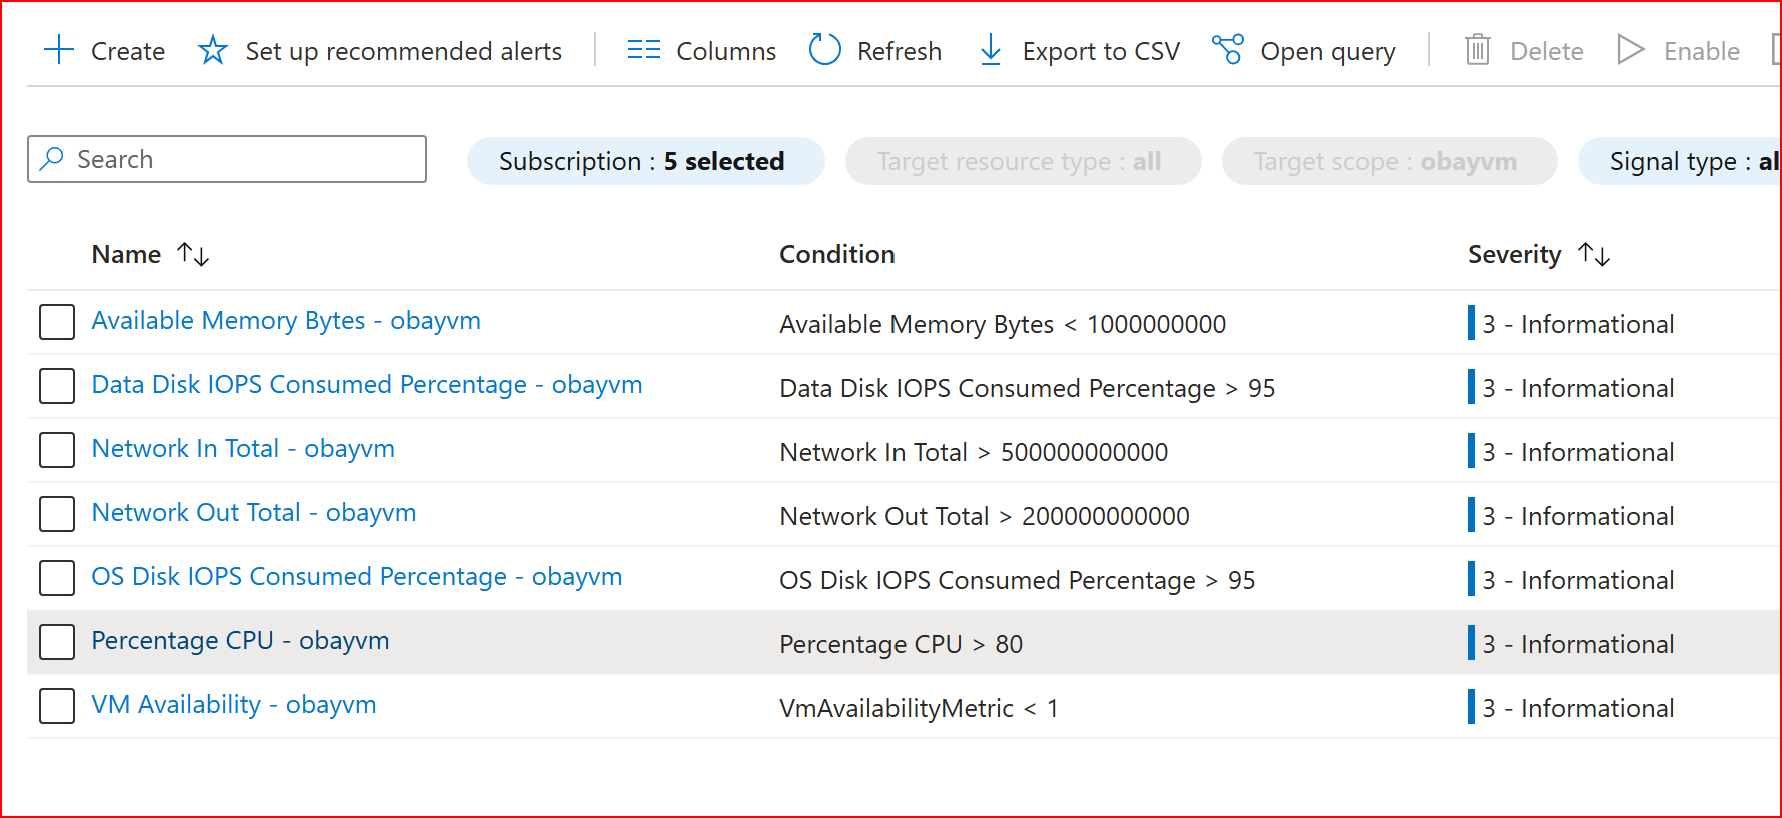 Create Set up recommended alerts Columns Refresh Export to CSV Open query Delete Enable
Search Subscription : 5 selected Target resource type : all Target scope : obayvm Signal type : al
Name Condition Severity
Available Memory Bytes - obayvm Available Memory Bytes < 1000000000 3 - Informational
Data Disk IOPS Consumed Percentage - obayvm Data Disk IOPS Consumed Percentage > 95 3 - Informational
Network In Total - obayvm Network In Total > 500000000000 3 - Informational
Network Out Total - obayvm Network Out Total > 200000000000 3 - Informational
OS Disk IOPS Consumed Percentage - obayvm OS Disk IOPS Consumed Percentage > 95 3 - Informational
Percentage CPU - obayvm Percentage CPU > 80 3 - Informational
VM Availability - obayvm VmAvailabilityMetric < 1 3 - Informational